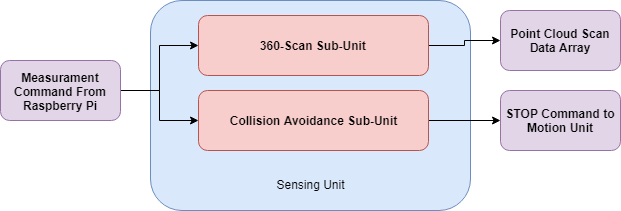 Measurament
Command From
Raspberry Pi
360-Scan Sub-Unit
Collision Avoidance Sub-Unit
Sensing Unit
Point Cloud Scan
Data Array
STOP Command to
Motion Unit